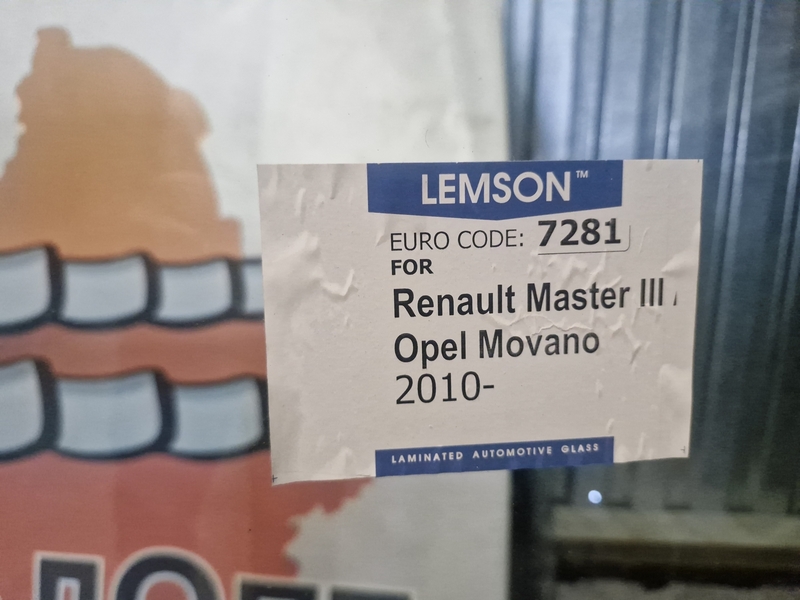 LEMSON™
EURO CODE: 7281
FOR
Renault Master III /
Opel Movano
2010-
LAMINATED AUTOMOTIVE GLASS